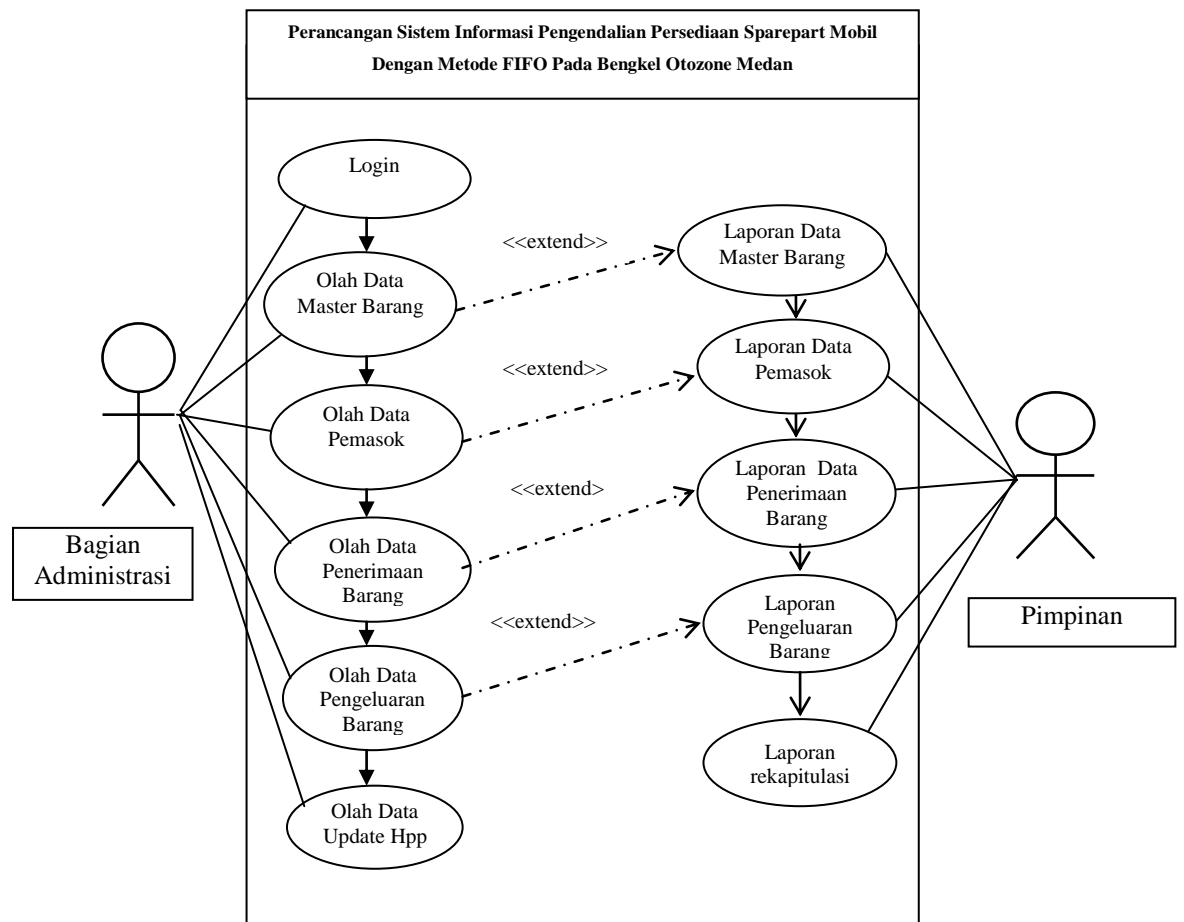 Perancangan Sistem Informasi Pengendalian Persediaan Sparepart Mobil
Dengan Metode FIFO Pada Bengkel Otozone Medan
Login
<<extend>>
Laporan Data
Master Barang
Olah Data
Master Barang
<<extend>>
Laporan Data
Pemasok
Olah Data
Pemasok
<<extend>
Laporan  Data
Penerimaan
Barang
Bagian
Administrasi
Olah Data
Penerimaan
Barang
<<extend>>
Laporan
Pengeluaran
Barang
Pimpinan
Olah Data
Pengeluaran
Barang
Laporan
rekapitulasi
Olah Data
Update Hpp